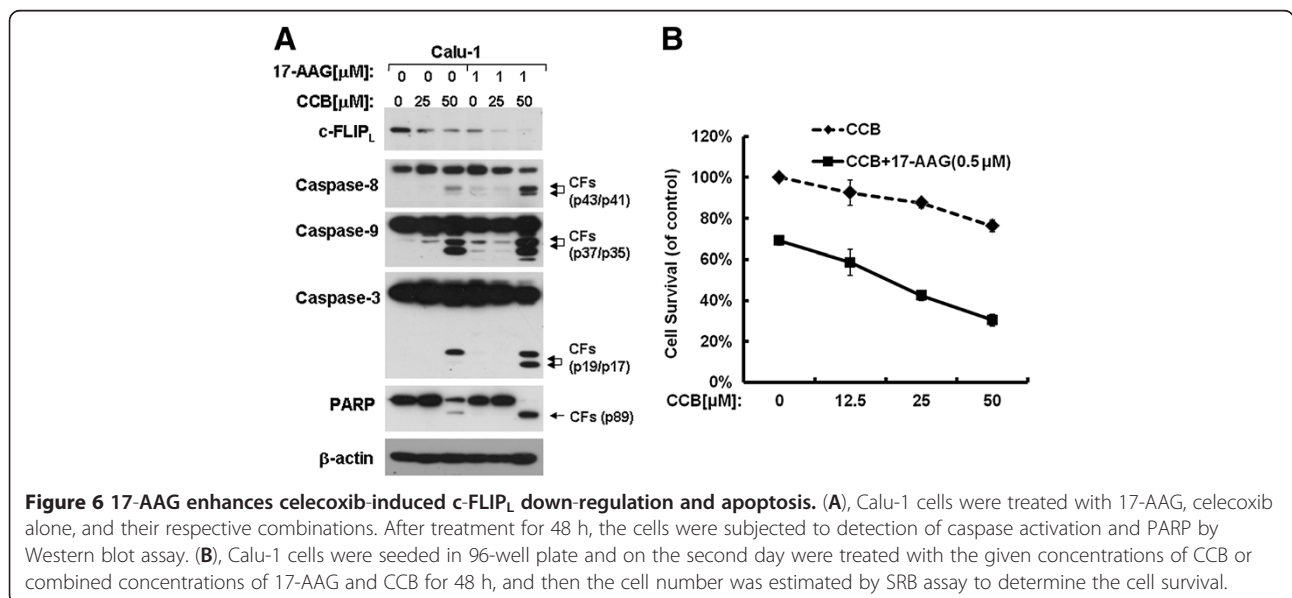 A
Calu-1
17-AAG[µM]: 0 0 0 1 1 1
CCB[µM]: 0 25 50 0 25 50
c-FLIPL
Caspase-8
CFs
(p43/p41)
Caspase-9
CFs
(p37/p35)
Caspase-3
CFs
(p19/p17)
PARP
CFs (p89)
β-actin
B
CCB
CCB+17-AAG(0.5 µM)
Cell Survival (of control)
120%
100%
80%
60%
40%
20%
0%
CCB[µM]: 0 12.5 25 50
Figure 6 17-AAG enhances celecoxib-induced c-FLIPL down-regulation and apoptosis. (A), Calu-1 cells were treated with 17-AAG, celecoxib
alone, and their respective combinations. After treatment for 48 h, the cells were subjected to detection of caspase activation and PARP by
Western blot assay. (B), Calu-1 cells were seeded in 96-well plate and on the second day were treated with the given concentrations of CCB or
combined concentrations of 17-AAG and CCB for 48 h, and then the cell number was estimated by SRB assay to determine the cell survival.